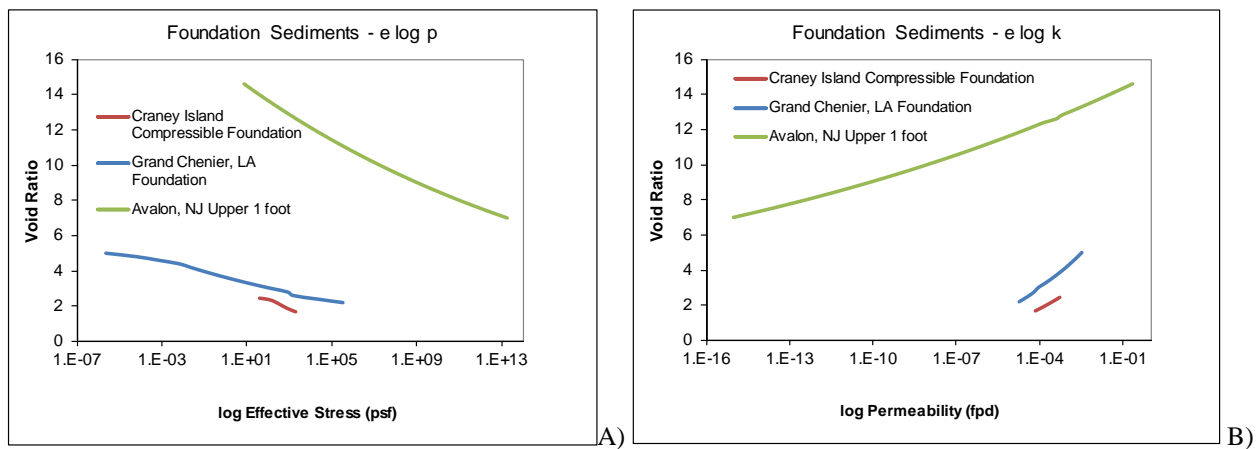 Foundation Sediments - e log p
16
14
12
10
8
6
4
2
0
Void Ratio
Craney Island
Compressible Foundation
Grand Chenier, LA
Foundation
Avalon, NJ Upper 1 foot
1.E-07 1.E-03 1.E+01 1.E+05 1.E+09 1.E+13
log Effective Stress (psf)
A)
Foundation Sediments - e log k
16
14
12
10
8
6
4
2
0
Void Ratio
Craney Island Compressible Foundation
Grand Chenier, LA Foundation
Avalon, NJ Upper 1 foot
1.E-16 1.E-13 1.E-10 1.E-07 1.E-04 1.E-01
log Permeability (fpd)
B)